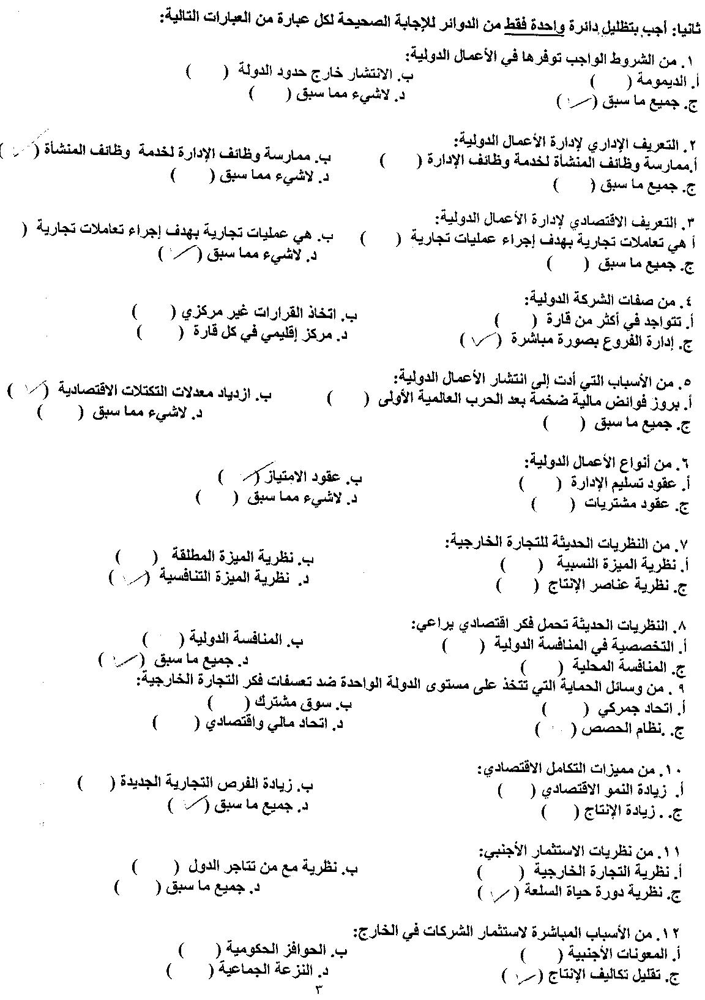 ثانيا: أجب بتظليل دائرة واحدة فقط من الدوائر للإجابة الصحيحة لكل عبارة من العبارات التالية:
١. من الشروط الواجب توفرها في الأعمال الدولية:
أ. الديمومة (   ) ب. الانتشار خارج حدود الدولة (   )
ج. جميع ما سبق (✓) د. لاشيء مما سبق (   )
٢. التعريف الإداري لإدارة الأعمال الدولية:
أ.ممارسة وظائف المنشأة لخدمة وظائف الإدارة (   ) ب. ممارسة وظائف الإدارة لخدمة وظائف المنشأة (✓)
ج. جميع ما سبق (   ) د. لاشيء مما سبق (   )
٣. التعريف الاقتصادي لإدارة الأعمال الدولية:
أ هي تعاملات تجارية بهدف إجراء عمليات تجارية (   ) ب. هي عمليات تجارية بهدف إجراء تعاملات تجارية (
ج. جميع ما سبق (   ) د. لاشيء مما سبق (✓)
٤. من صفات الشركة الدولية:
أ. تتواجد في أكثر من قارة (   ) ب. اتخاذ القرارات غير مركزي (   )
ج. إدارة الفروع بصورة مباشرة (✓) د. مركز إقليمي في كل قارة (   )
٥. من الأسباب التي أدت إلى انتشار الأعمال الدولية:
أ. بروز فوائض مالية ضخمة بعد الحرب العالمية الأولى (   ) ب. ازدياد معدلات التكتلات الاقتصادية (✓)
ج. جميع ما سبق (   ) د. لاشيء مما سبق (   )
٦. من أنواع الأعمال الدولية:
أ. عقود تسليم الإدارة (   ) ب. عقود الامتياز (✓)
ج. عقود مشتريات (   ) د. لاشيء مما سبق (   )
٧. من النظريات الحديثة للتجارة الخارجية:
أ. نظرية الميزة النسبية (   ) ب. نظرية الميزة المطلقة (   )
ج. نظرية عناصر الإنتاج (   ) د. نظرية الميزة التنافسية (✓)
٨. النظريات الحديثة تحمل فكر اقتصادي يراعي:
أ. التخصصية في المنافسة الدولية (   ) ب. المنافسة الدولية (   )
ج. المنافسة المحلية (   ) د. جميع ما سبق (✓)
٩ . من وسائل الحماية التي تتخذ على مستوى الدولة الواحدة ضد تعسفات فكر التجارة الخارجية:
أ. اتحاد جمركي (   ) ب. سوق مشترك (   )
ج. .نظام الحصص (   ) د. اتحاد مالي واقتصادي (   )
١٠. من مميزات التكامل الاقتصادي:
أ. زيادة النمو الاقتصادي (   ) ب. زيادة الفرص التجارية الجديدة (   )
ج. . زيادة الإنتاج (   ) د. جميع ما سبق (✓)
١١. من نظريات الاستثمار الأجنبي:
أ. نظرية التجارة الخارجية (   ) ب. نظرية مع من تتاجر الدول (   )
ج. نظرية دورة حياة السلعة (✓) د. جميع ما سبق (   )
١٢. من الأسباب المباشرة لاستثمار الشركات في الخارج:
أ. المعونات الأجنبية (   ) ب. الحوافز الحكومية (   )
ج. تقليل تكاليف الإنتاج (✓) د. النزعة الجماعية (   )
٣